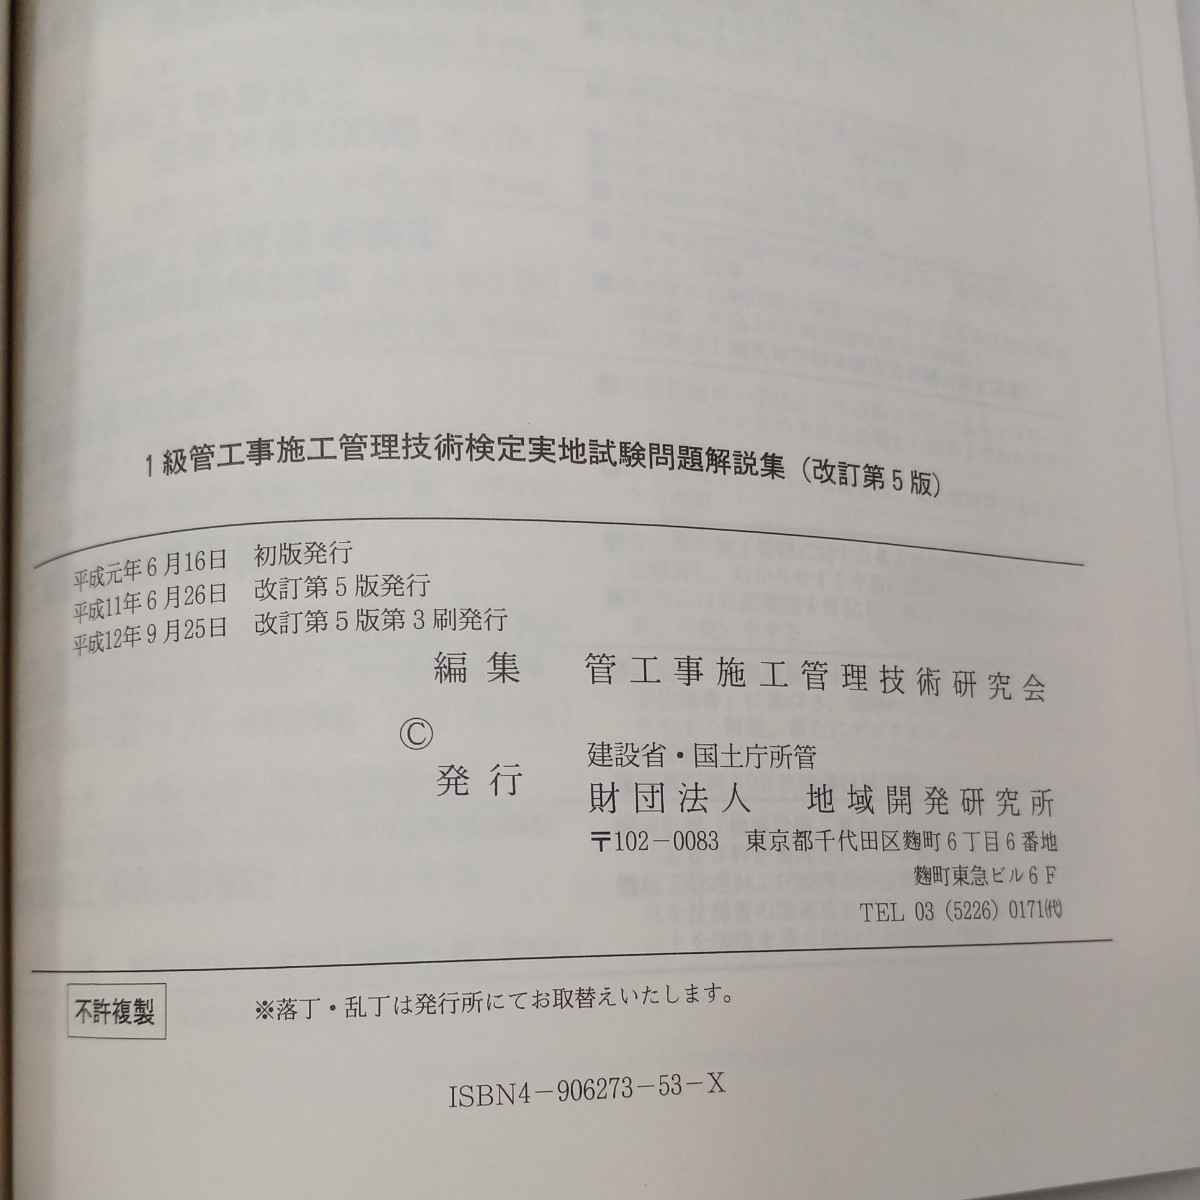 1級管工事施工管理技術検定実地試験問題解説集（改訂第5版）
平成元年6月16日　初版発行
平成11年6月26日　改訂第5版発行
平成12年9月25日　改訂第5版第3刷発行
編集　管工事施工管理技術研究会
©
建設省・国土庁所管
発行　財団法人　地域開発研究所
〒102－0083　東京都千代田区麴町6丁目6番地
麴町東急ビル6F
TEL 03（5226）0171㈹
不許複製　※落丁・乱丁は発行所にてお取替えいたします。
ISBN4－906273－53－X